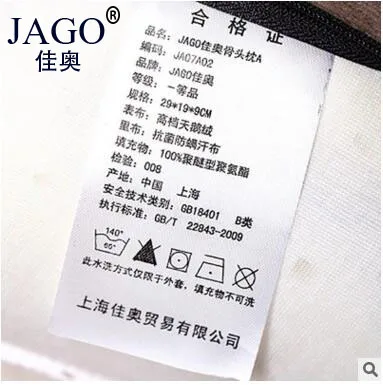 JAGO®
佳奥
合格证
品名: JAGO佳奥骨头枕A
编码: JA07A02
品牌: JAGO佳奥
等级: 一等品
规格: 29*19*9CM
表布: 高档天鹅绒
里布: 抗菌防螨汗布
填充物: 100%聚醚型聚氨酯
检验: 008
产地: 中国 上海
安全技术类别: GB18401 B类
执行标准: GB/T 22843-2009
140°
60°
此水洗方式仅限于外套，填充物不可洗
上海佳奥贸易有限公司